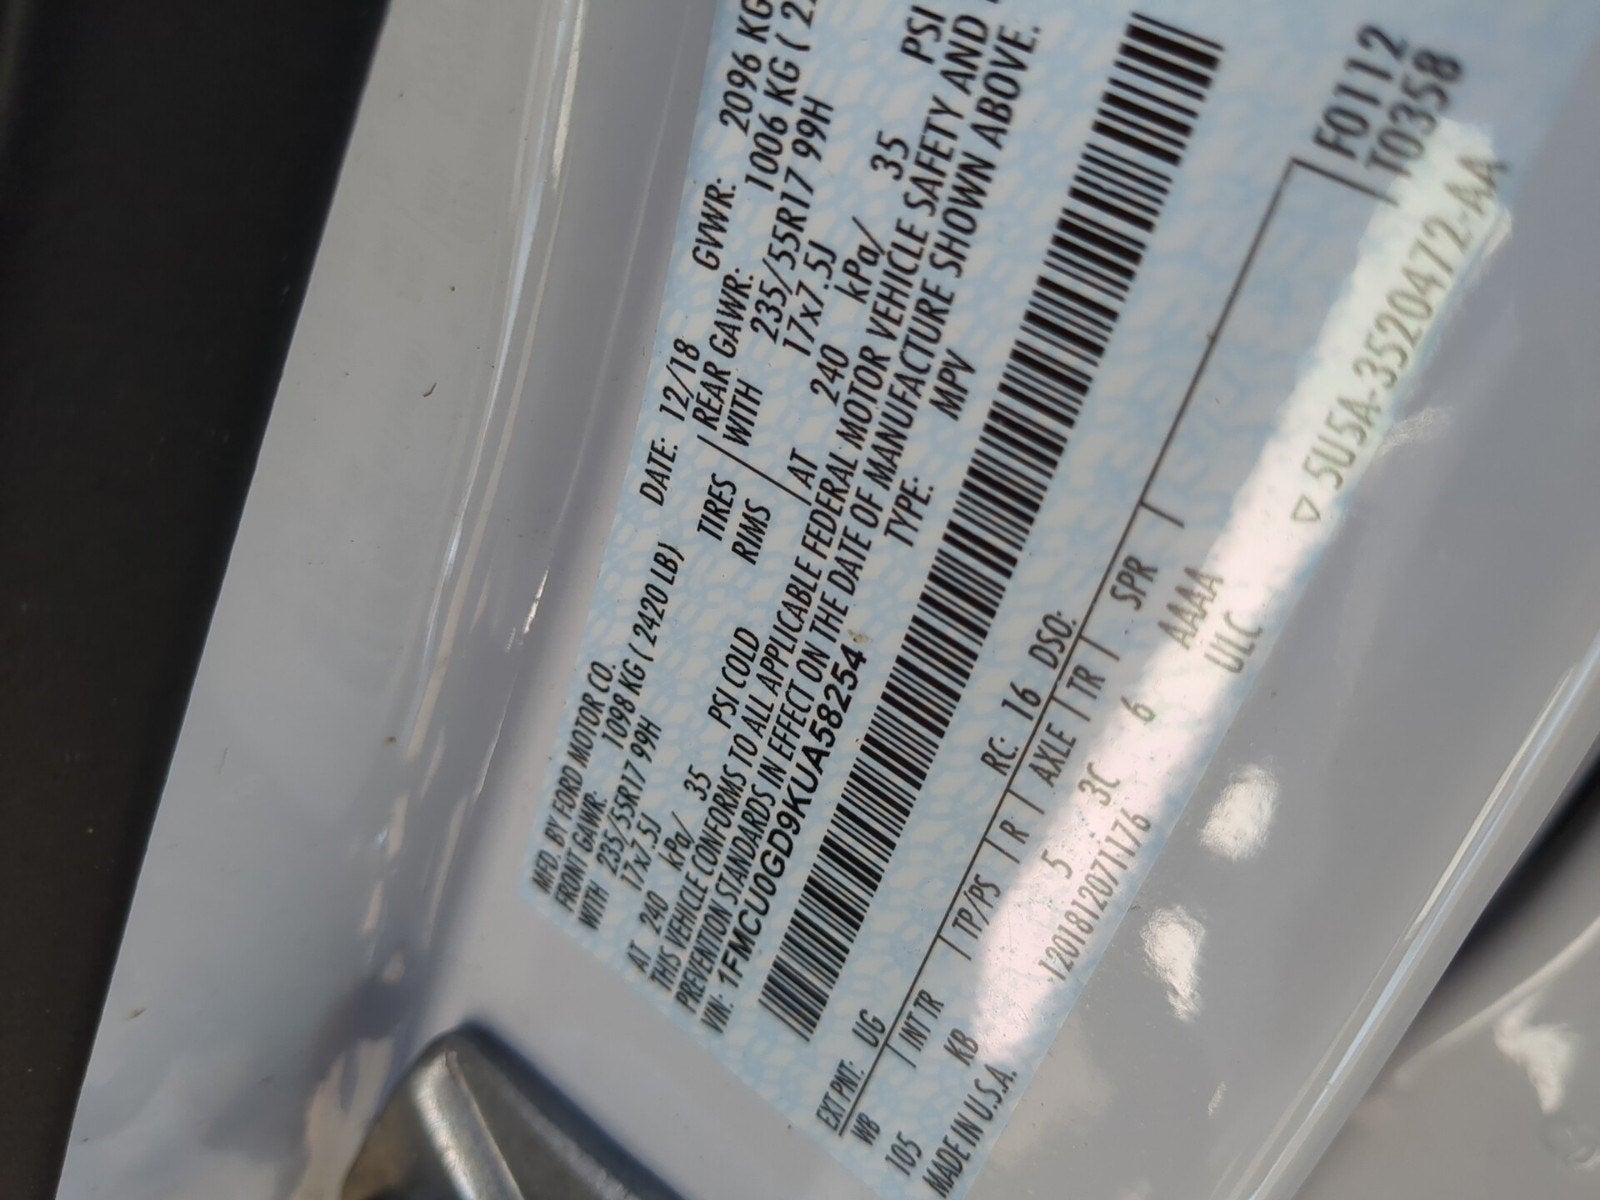 MFD. BY FORD MOTOR CO.
DATE: 12/18 GVWR: 2096 KG
FRONT GAWR: 1098 KG ( 2420 LB) REAR GAWR: 1006 KG (
WITH 235/55R17 99H TIRES WITH 235/55R17 99H
17x7.5J RIMS 17x7.5J
AT 240 kPa/ 35 PSI COLD AT 240 kPa/ 35 PSI
THIS VEHICLE CONFORMS TO ALL APPLICABLE FEDERAL MOTOR VEHICLE SAFETY AND
PREVENTION STANDARDS IN EFFECT ON THE DATE OF MANUFACTURE SHOWN ABOVE.
VIN: 1FMCU0GD9KUA58254 TYPE: MPV
F0112
T0358
EXT PNT: UG RC: 16 DSO:
WB / INT TR / TP/PS / R / AXLE / TR / SPR /
105 KB 5 3C 6 AAAA
MADE IN U.S.A. 12018120711176 ULC
▽ 5U5A-3520472-AA